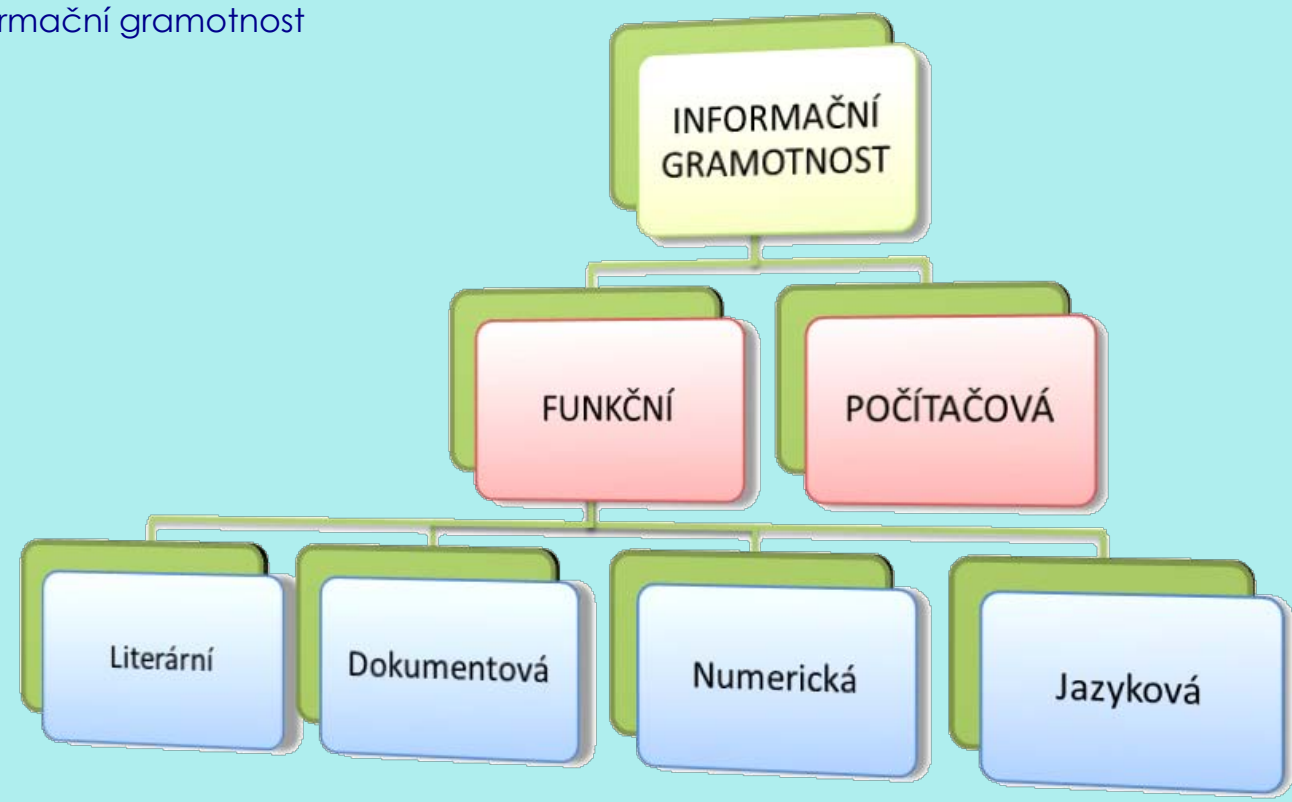 rmační gramotnost
INFORMAČNÍ
GRAMOTNOST
FUNKČNÍ
POČÍTAČOVÁ
Literární
Dokumentová
Numerická
Jazyková